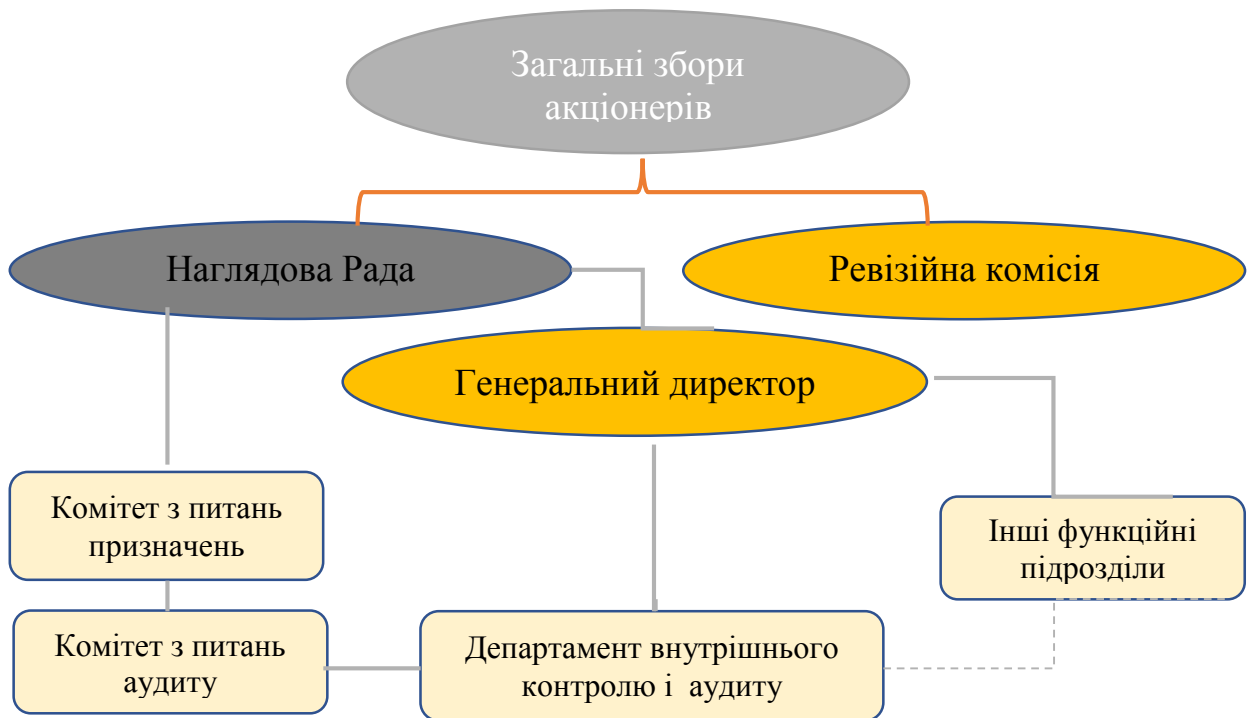 Загальні збори
акціонерів
Наглядова Рада
Ревізійна комісія
Генеральний директор
Комітет з питань
призначень
Інші функційні
підрозділи
Комітет з питань
аудиту
Департамент внутрішнього
контролю і аудиту